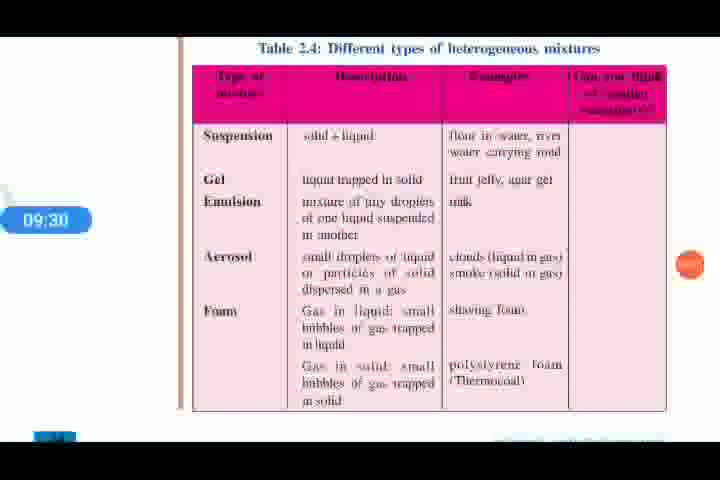 Table 2.4: Different types of heterogeneous mixtures
Type of mixture
Description
Examples
Can you think of another example(s)?
Suspension
solid + liquid
flour in water, river
water carrying mud
Gel
liquid trapped in solid
fruit jelly, agar gel
Emulsion
mixture of tiny droplets
of one liquid suspended
in another
milk
Aerosol
small droplets of liquid
or particles of solid
dispersed in a gas
clouds (liquid in gas)
smoke (solid in gas)
Foam
Gas in liquid: small
bubbles of gas trapped
in liquid
shaving foam
Gas in solid: small
bubbles of gas trapped
in solid
polystyrene foam
(Thermocoal)
09:30